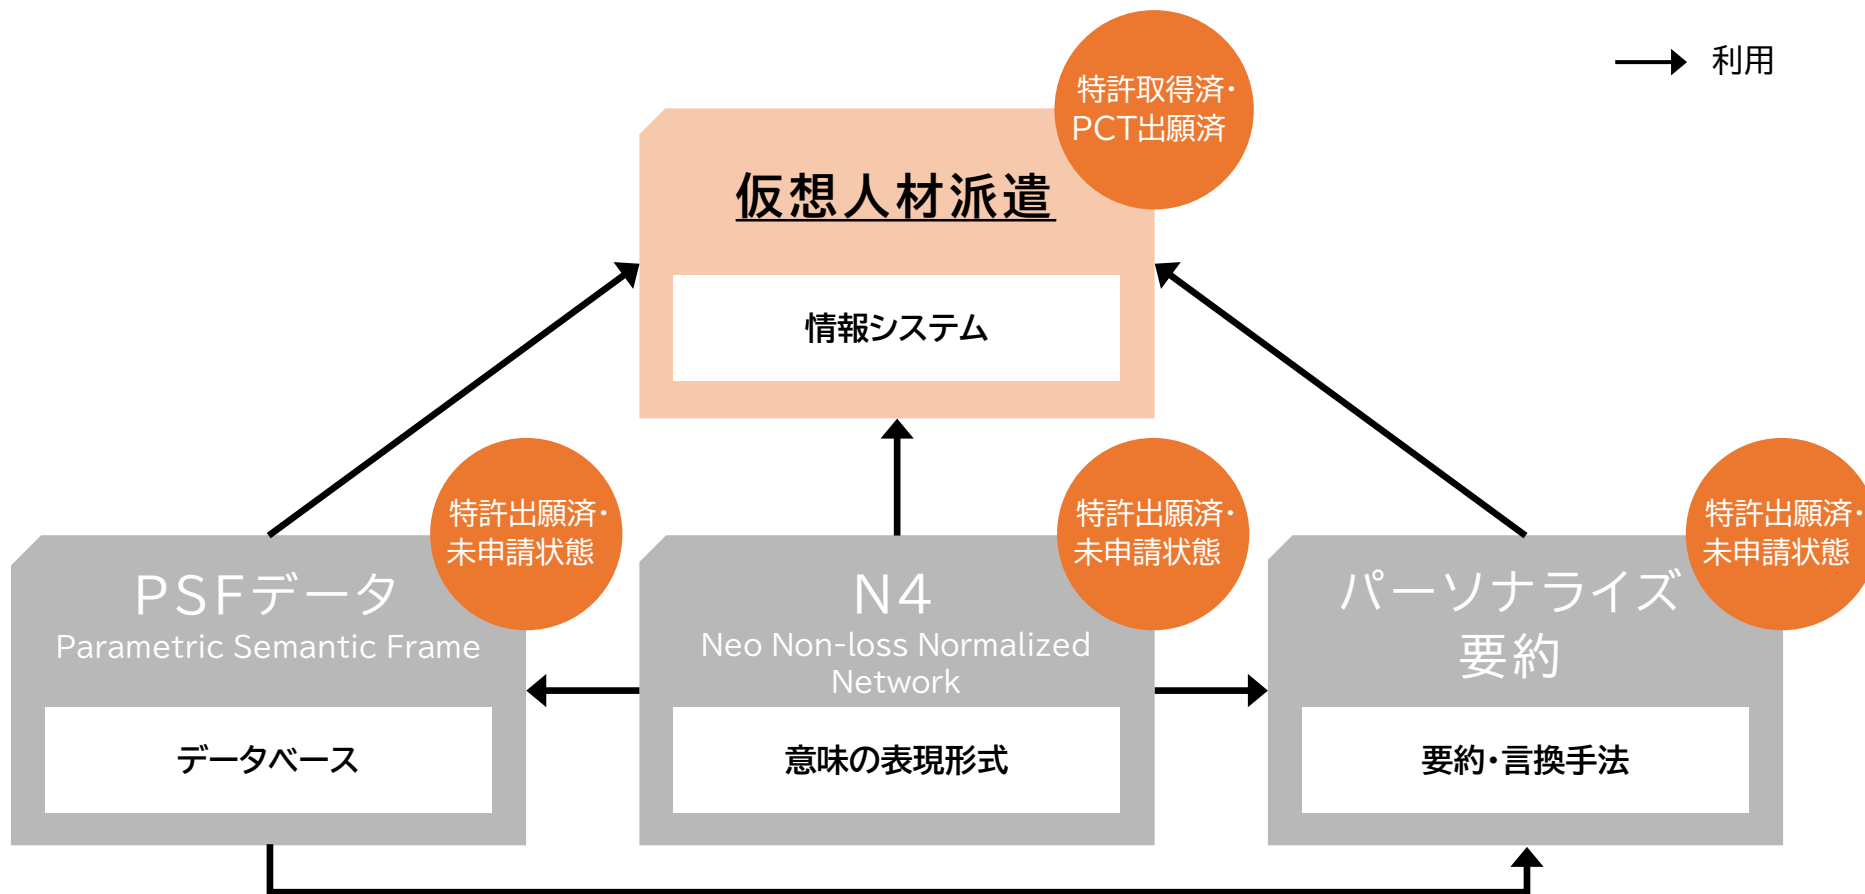 利用
特許取得済・
PCT出願済
仮想人材派遣
情報システム
特許出願済・
未申請状態
PSFデータ
Parametric Semantic Frame
データベース
特許出願済・
未申請状態
N4
Neo Non-loss Normalized
Network
意味の表現形式
特許出願済・
未申請状態
パーソナライズ
要約
要約・言換手法